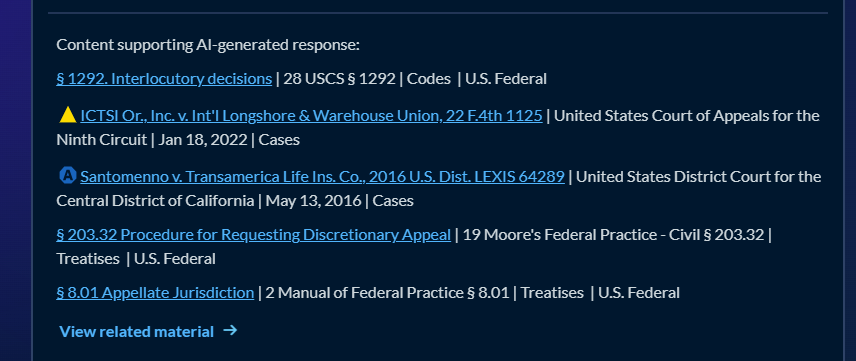 Content supporting AI-generated response:
§ 1292. Interlocutory decisions | 28 USCS § 1292 | Codes | U.S. Federal
ICTSI Or., Inc. v. Int'l Longshore & Warehouse Union, 22 F.4th 1125 | United States Court of Appeals for the
Ninth Circuit | Jan 18, 2022 | Cases
A Santomenno v. Transamerica Life Ins. Co., 2016 U.S. Dist. LEXIS 64289 | United States District Court for the
Central District of California | May 13, 2016 | Cases
§ 203.32 Procedure for Requesting Discretionary Appeal | 19 Moore's Federal Practice - Civil § 203.32 |
Treatises | U.S. Federal
§ 8.01 Appellate Jurisdiction | 2 Manual of Federal Practice § 8.01 | Treatises | U.S. Federal
View related material →